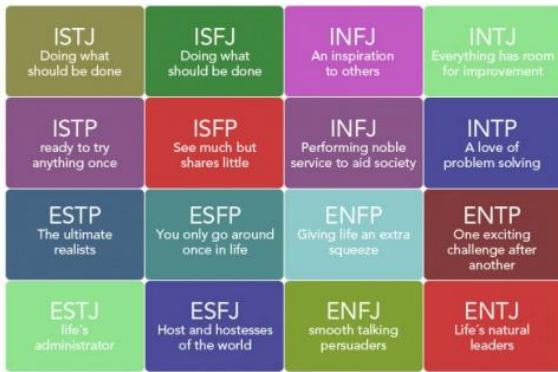 ISTJ
Doing what
should be done
ISFJ
Doing what
should be done
INFJ
An inspiration
to others
INTJ
Everything has room
for improvement
ISTP
ready to try
anything once
ISFP
See much but
shares little
INFJ
Performing noble
service to aid society
INTP
A love of
problem solving
ESTP
The ultimate
realists
ESFP
You only go around
once in life
ENFP
Giving life an extra
squeeze
ENTP
One exciting
challenge after
another
ESTJ
life´s
administrator
ESFJ
Host and hostesses
of the world
ENFJ
smooth talking
persuaders
ENTJ
Life´s natural
leaders